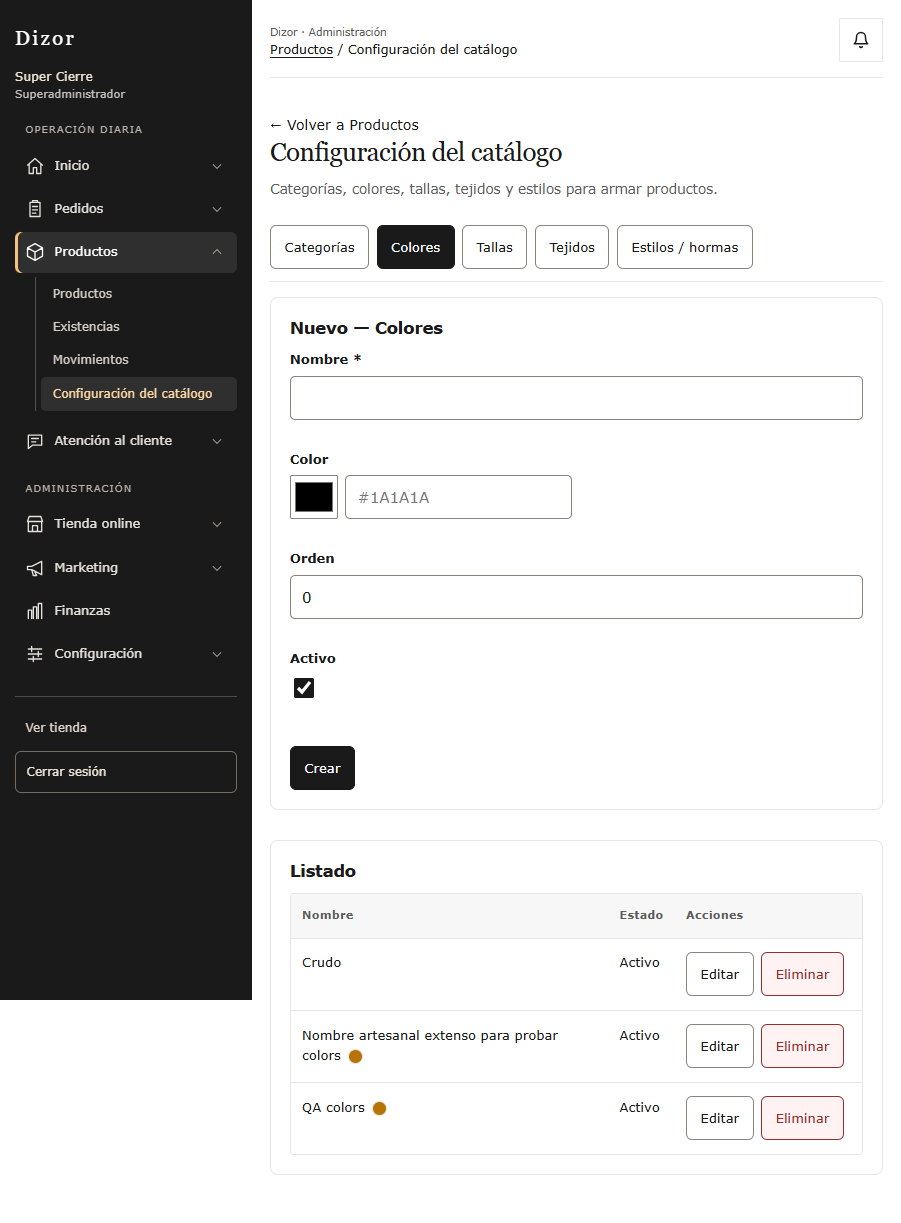 Dizor
Super Cierre
Superadministrador
OPERACIÓN DIARIA
Inicio
Pedidos
Productos
Productos
Existencias
Movimientos
Configuración del catálogo
Atención al cliente
ADMINISTRACIÓN
Tienda online
Marketing
Finanzas
Configuración
Ver tienda
Cerrar sesión
Dizor · Administración
Productos / Configuración del catálogo
← Volver a Productos
Configuración del catálogo
Categorías, colores, tallas, tejidos y estilos para armar productos.
Categorías Colores Tallas Tejidos Estilos / hormas
Nuevo — Colores
Nombre *
Color
#1A1A1A
Orden
0
Activo
Crear
Listado
Nombre Estado Acciones
Crudo Activo Editar Eliminar
Nombre artesanal extenso para probar
colors Activo Editar Eliminar
QA colors Activo Editar Eliminar